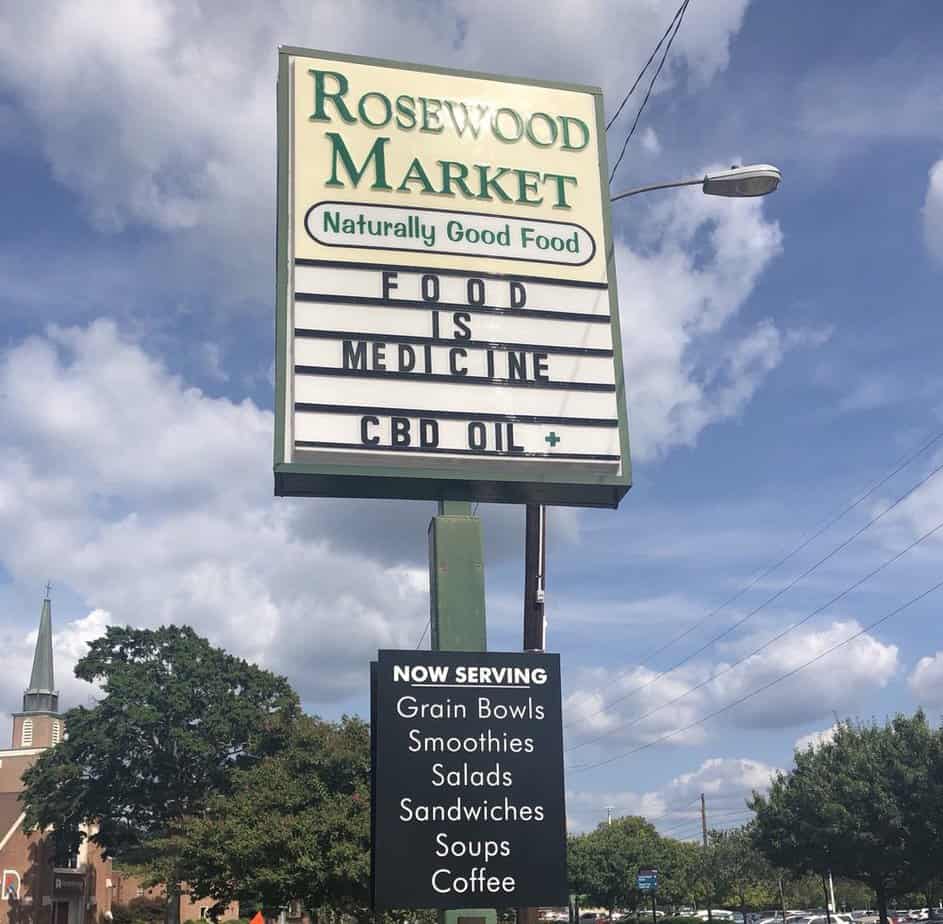 ROSEWOOD
MARKET
Naturally Good Food
FOOD
IS
MEDICINE
CBD OIL +
NOW SERVING
Grain Bowls
Smoothies
Salads
Sandwiches
Soups
Coffee